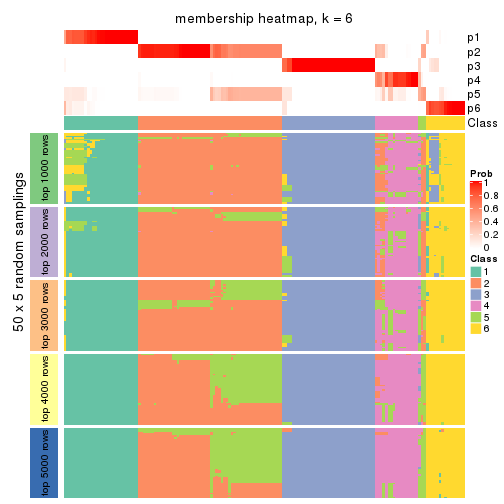 membership heatmap, k = 6
p1
p2
p3
p4
p5
p6
Class
50 x 5 random samplings
top 1000 rows
top 2000 rows
top 3000 rows
top 4000 rows
top 5000 rows
Prob
1
0.8
0.6
0.4
0.2
0
Class
1
2
3
4
5
6